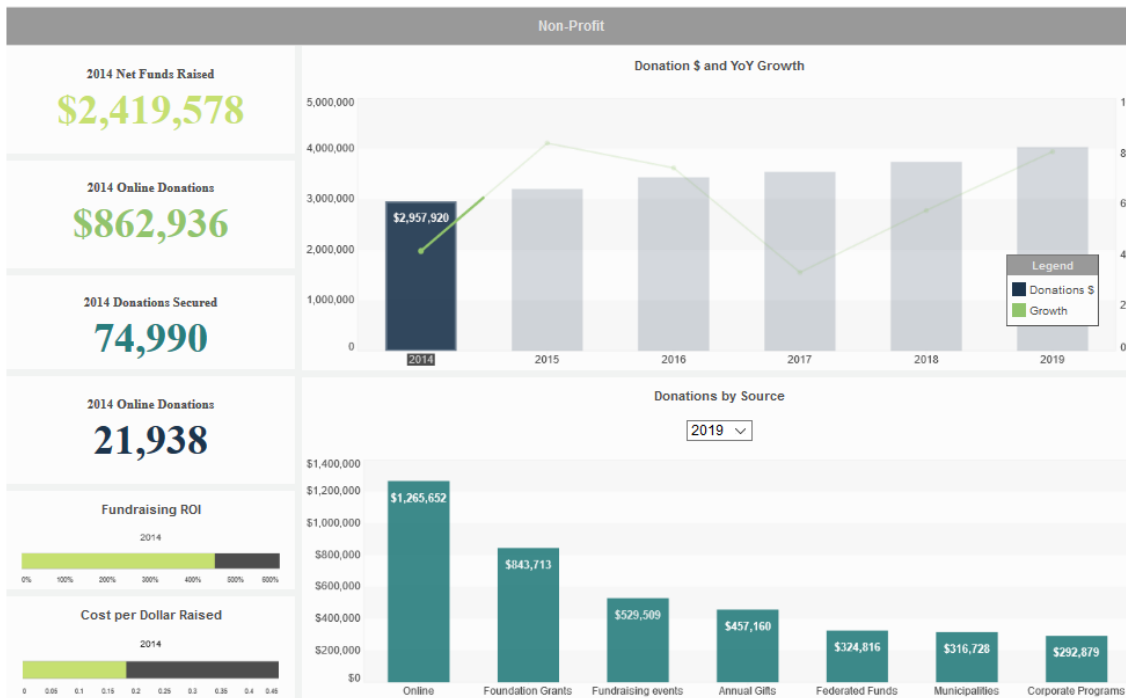 Non-Profit
2014 Net Funds Raised
$2,419,578
2014 Online Donations
$862,936
2014 Donations Secured
74,990
2014 Online Donations
21,938
Fundraising ROI
2014
0% 100% 200% 300% 400% 500% 600%
Cost per Dollar Raised
2014
0 0.05 0.1 0.15 0.2 0.25 0.3 0.35 0.4 0.45
Donation $ and YoY Growth
5,000,000
4,000,000
3,000,000
2,000,000
1,000,000
0
$2,957,920
2014 2015 2016 2017 2018 2019
1
8
6
4
2
0
Legend
Donations $
Growth
Donations by Source
2019
$1,400,000
$1,200,000
$1,000,000
$800,000
$600,000
$400,000
$200,000
$0
$1,265,652
$843,713
$529,509
$457,160
$324,816
$316,728
$292,879
Online Foundation Grants Fundraising events Annual Gifts Federated Funds Municipalities Corporate Programs